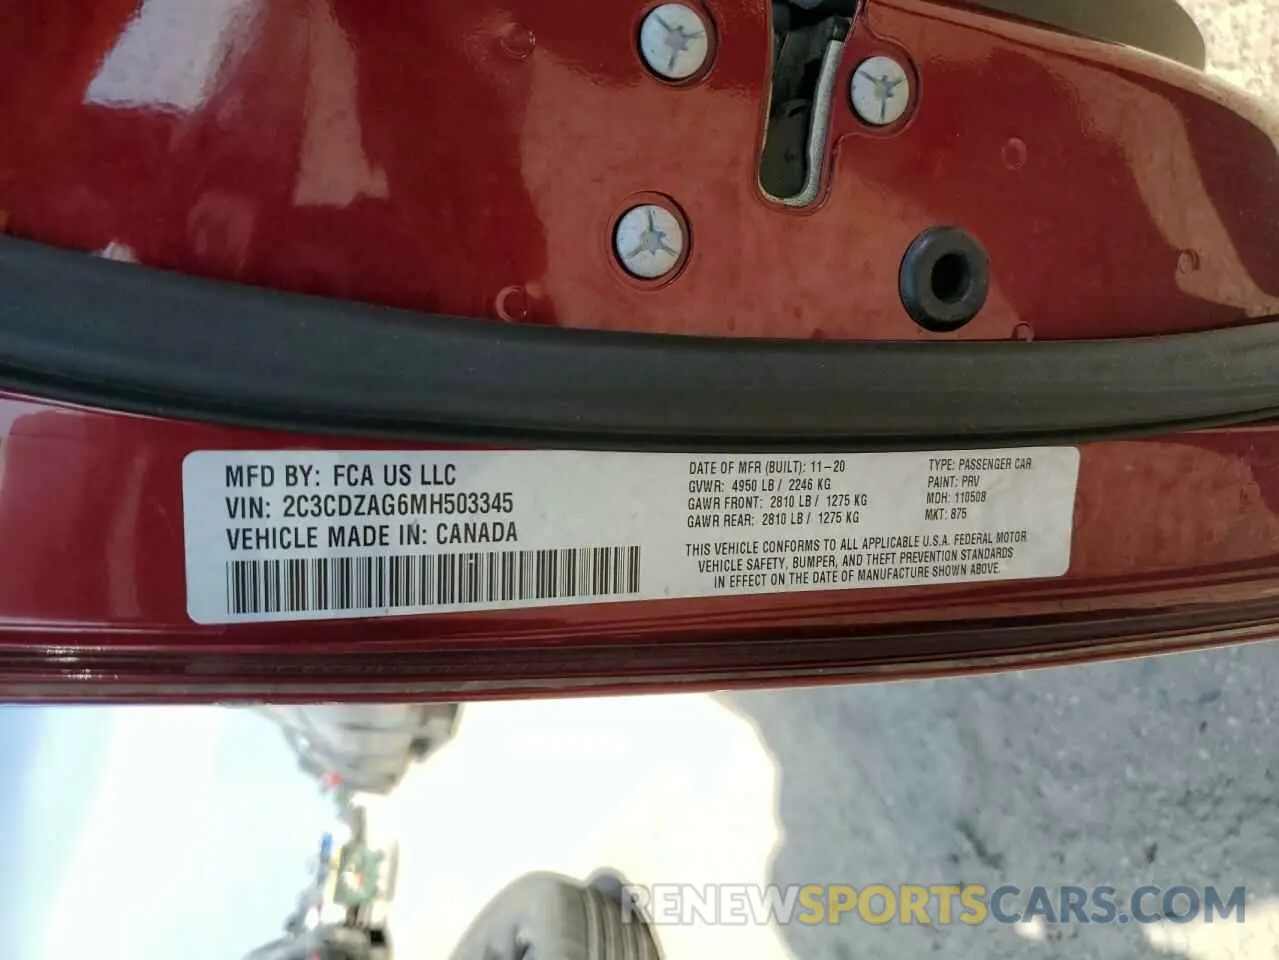 MFD BY: FCA US LLC
VIN: 2C3CDZAG6MH503345
VEHICLE MADE IN: CANADA
DATE OF MFR (BUILT): 11-20
GVWR: 4950 LB / 2246 KG
GAWR FRONT: 2810 LB / 1275 KG
GAWR REAR: 2810 LB / 1275 KG
TYPE: PASSENGER CAR
PAINT: PRV
MDH: 110508
MKT: 875
THIS VEHICLE CONFORMS TO ALL APPLICABLE U.S.A. FEDERAL MOTOR
VEHICLE SAFETY, BUMPER, AND THEFT PREVENTION STANDARDS
IN EFFECT ON THE DATE OF MANUFACTURE SHOWN ABOVE.
RENEWSPORTSCARS.COM